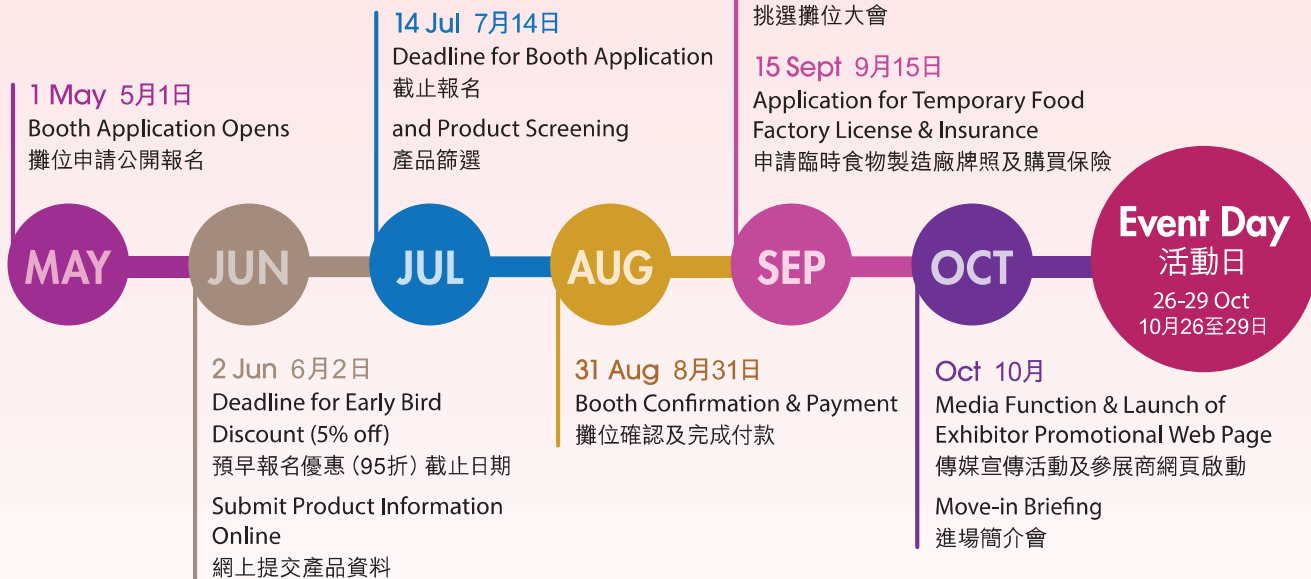 1 May 5月1日
Booth Application Opens
攤位申請公開報名
14 Jul 7月14日
Deadline for Booth Application
截止報名
and Product Screening
產品篩選
挑選攤位大會
15 Sept 9月15日
Application for Temporary Food
Factory License & Insurance
申請臨時食物製造廠牌照及購買保險
MAY
JUN
JUL
AUG
SEP
OCT
Event Day
活動日
26-29 Oct
10月26至29日
2 Jun 6月2日
Deadline for Early Bird
Discount (5% off)
預早報名優惠（95折）截止日期
Submit Product Information
Online
網上提交產品資料
31 Aug 8月31日
Booth Confirmation & Payment
攤位確認及完成付款
Oct 10月
Media Function & Launch of
Exhibitor Promotional Web Page
傳媒宣傳活動及參展商網頁啟動
Move-in Briefing
進場簡介會